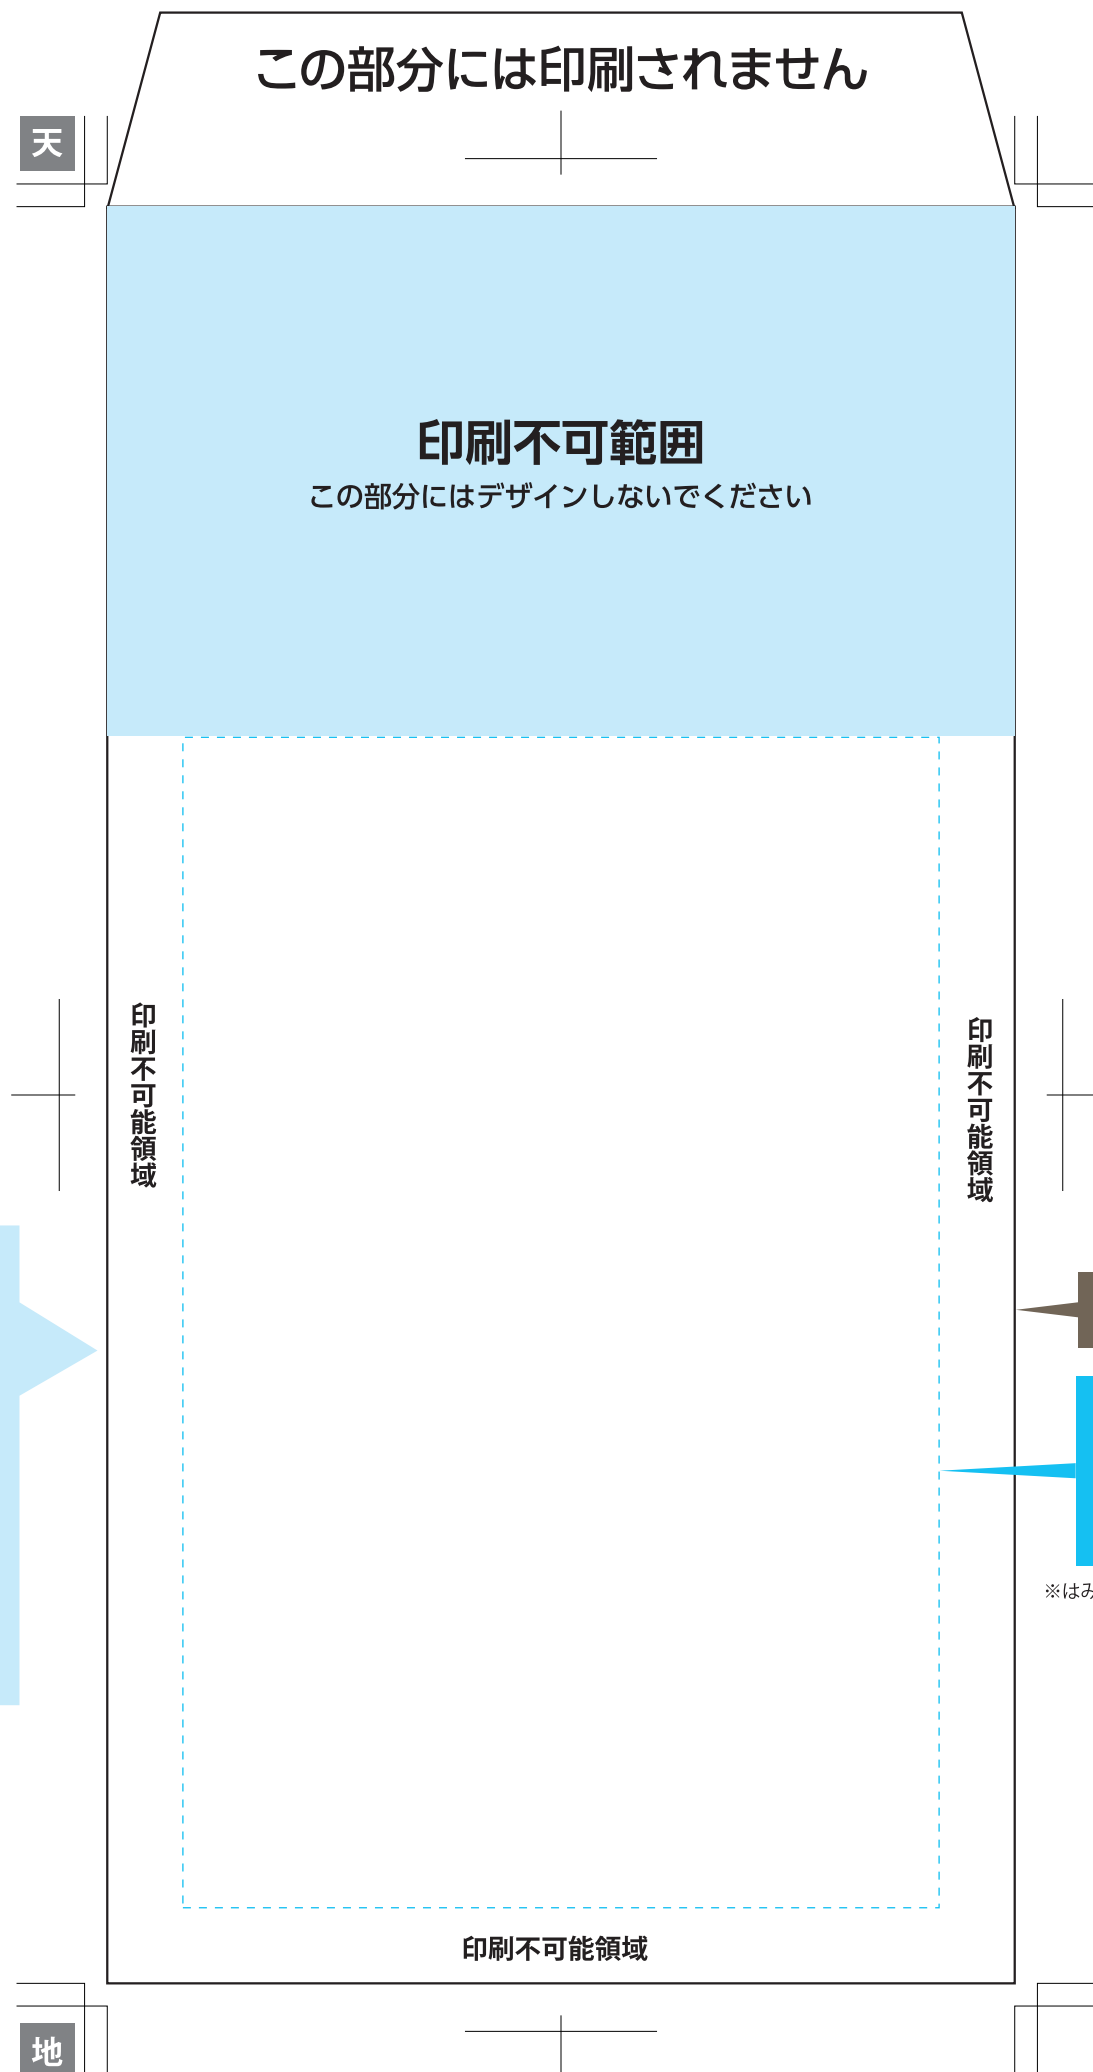 この部分には印刷されません
天
印刷不可範囲
この部分にはデザインしないでください
印刷不可能領域
印刷不可能領域
※はみ
印刷不可能領域
地